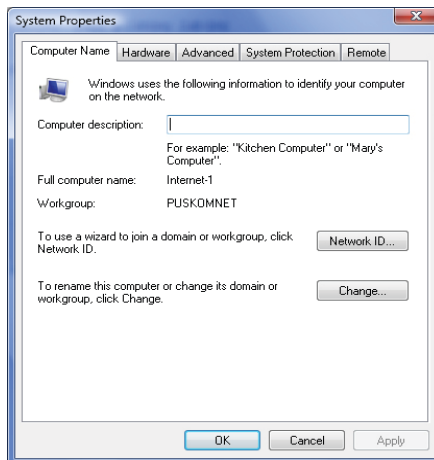 System Properties
Computer Name Hardware Advanced System Protection Remote
Windows uses the following information to identify your computer
on the network.
Computer description:
For example: "Kitchen Computer" or "Mary's
Computer".
Full computer name: Internet-1
Workgroup: PUSKOMNET
To use a wizard to join a domain or workgroup, click
Network ID.
Network ID...
To rename this computer or change its domain or
workgroup, click Change.
Change...
OK Cancel Apply